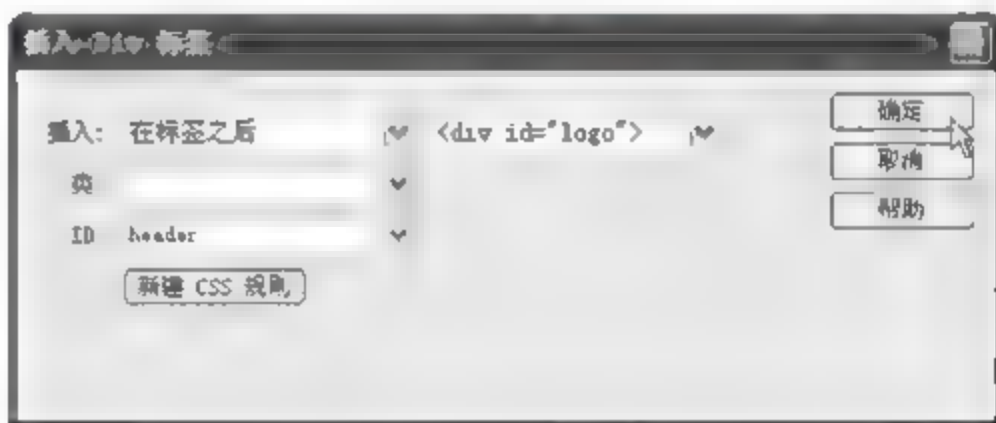 插入 Div 标签
插入: 在标签之后 <div id="logo"> 确定
类 取消
ID header 帮助
新建 CSS 规则